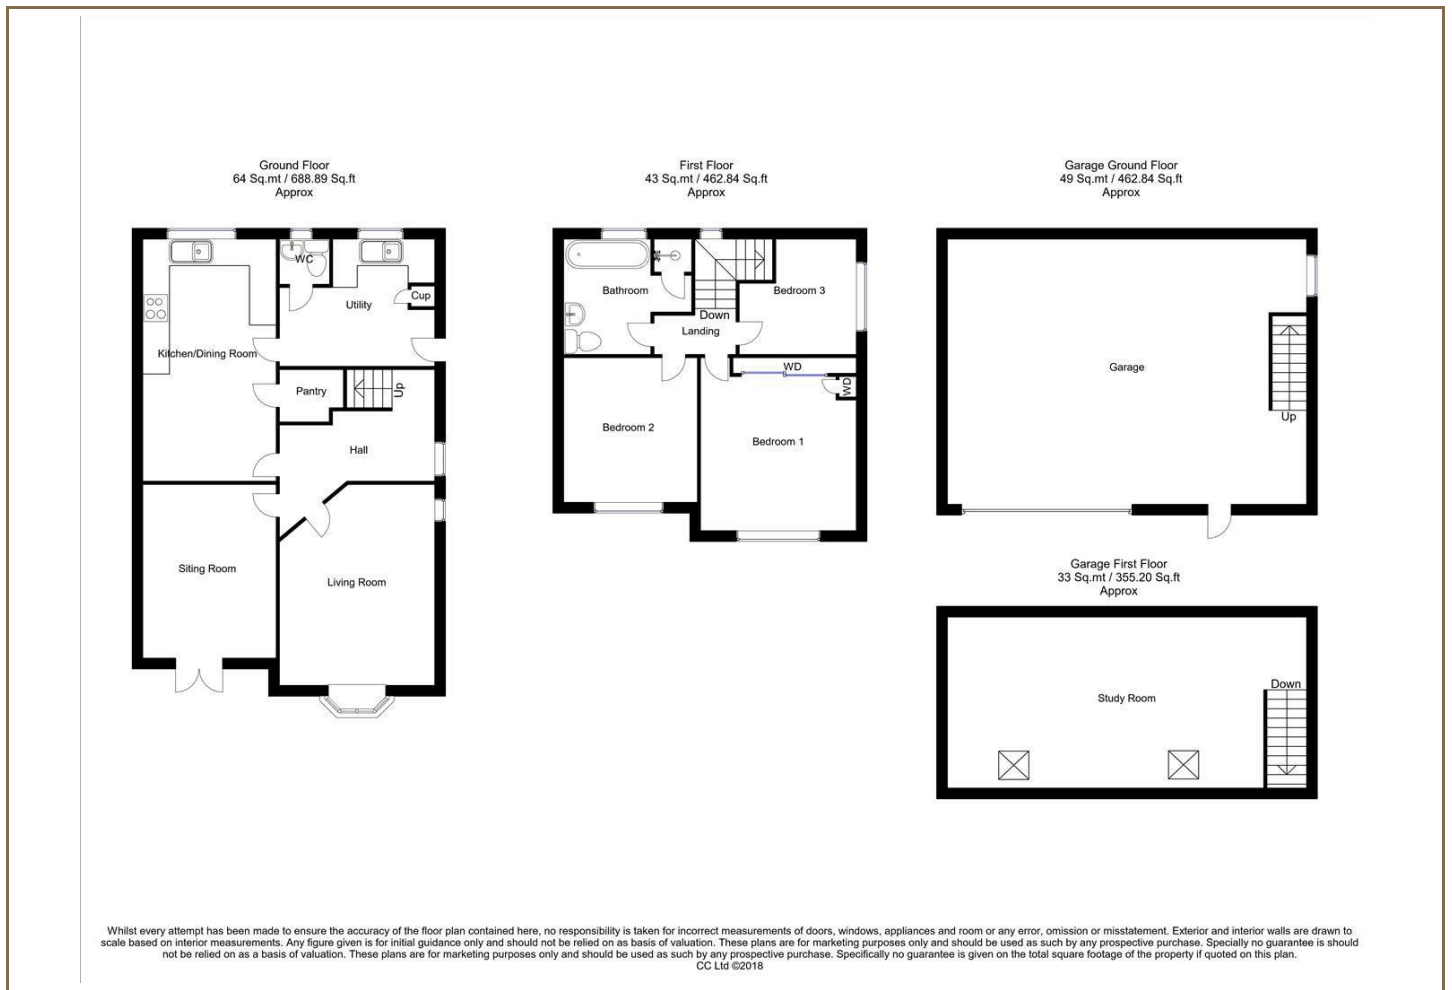 Ground Floor
64 Sq.mt / 688.89 Sq.ft
Approx
WC
Cup
Utility
Kitchen/Dining Room
Pantry
Up
Hall
Siting Room
Living Room
First Floor
43 Sq.mt / 462.84 Sq.ft
Approx
Bathroom
Bedroom 3
Down
Landing
WD
WD
Bedroom 2
Bedroom 1
Garage Ground Floor
49 Sq.mt / 462.84 Sq.ft
Approx
Garage
Up
Garage First Floor
33 Sq.mt / 355.20 Sq.ft
Approx
Down
Study Room
Whilst every attempt has been made to ensure the accuracy of the floor plan contained here, no responsibility is taken for incorrect measurements of doors, windows, appliances and room or any error, omission or misstatement. Exterior and interior walls are drawn to
scale based on interior measurements. Any figure given is for initial guidance only and should not be relied on as basis of valuation. These plans are for marketing purposes only and should be used as such by any prospective purchase. Specially no guarantee is should
not be relied on as a basis of valuation. These plans are for marketing purposes only and should be used as such by any prospective purchase. Specifically no guarantee is given on the total square footage of the property if quoted on this plan.
CC Ltd ©2018